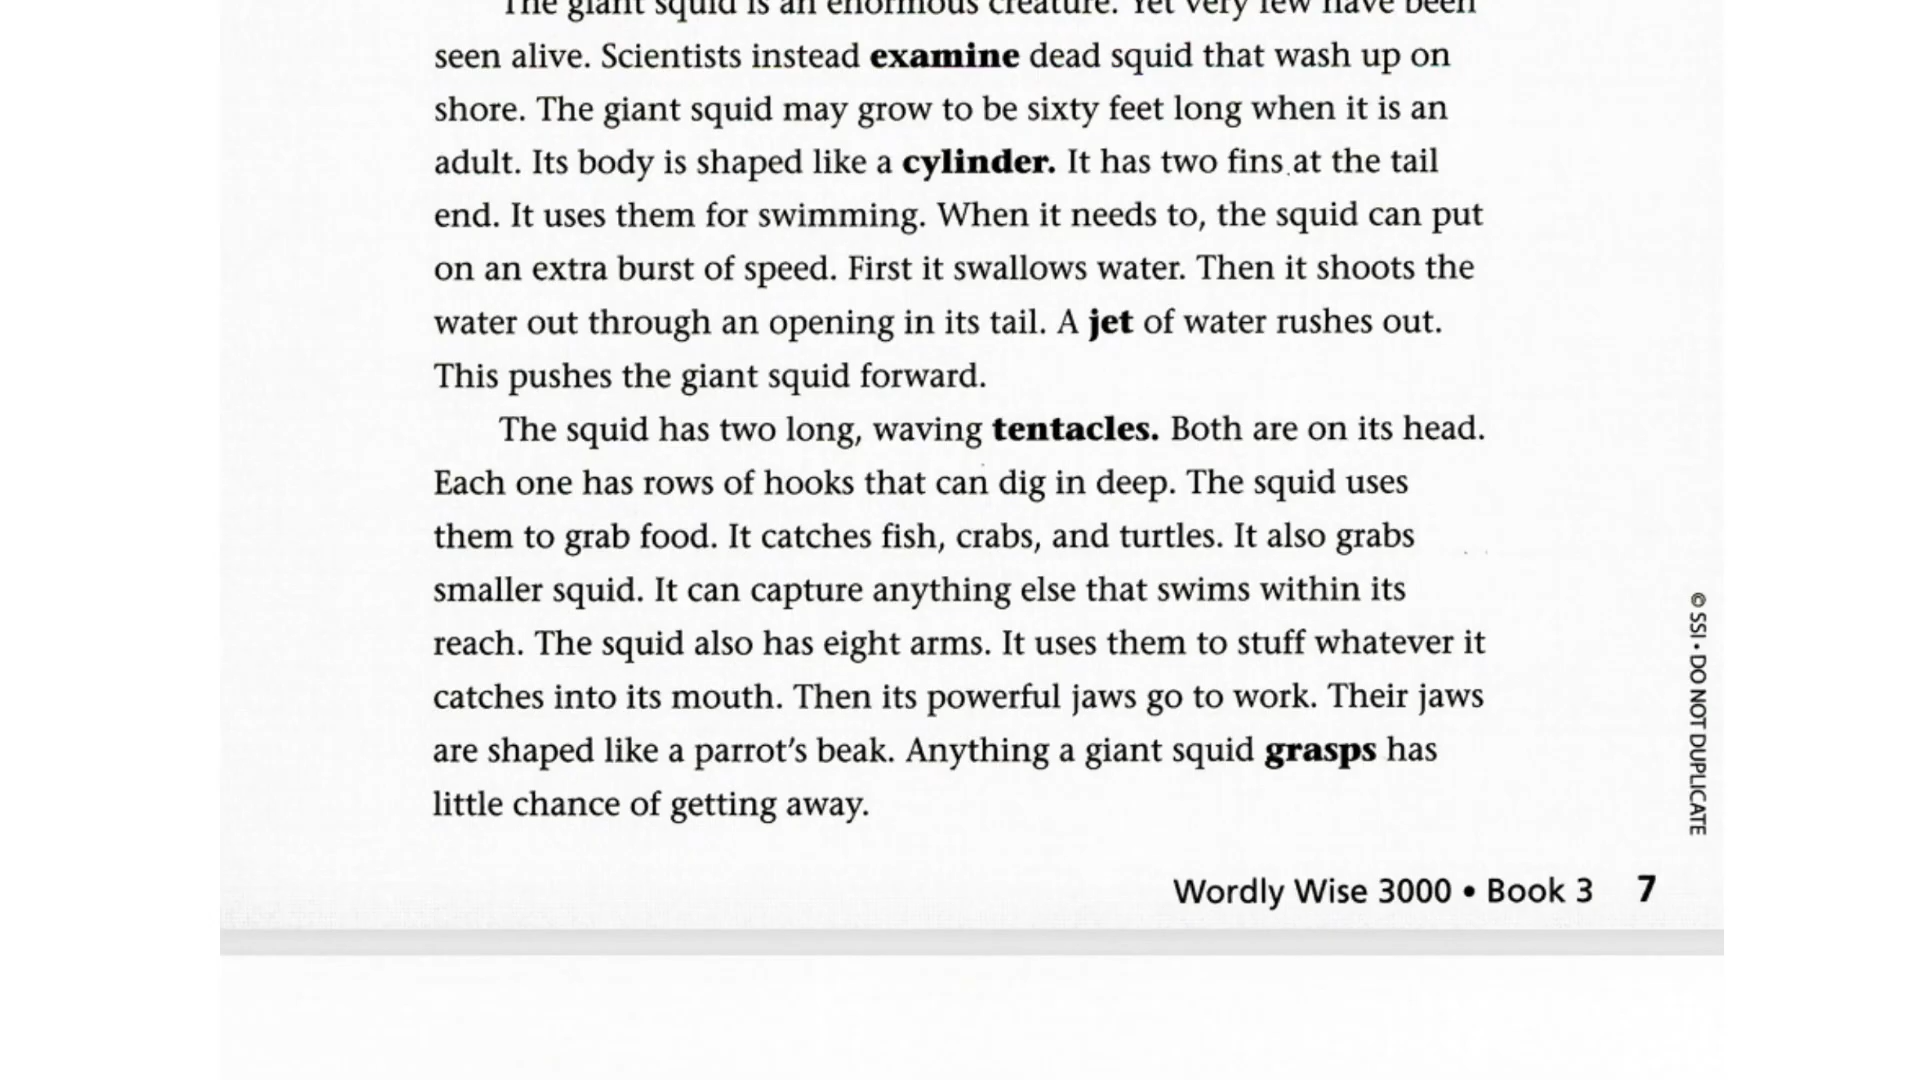 The giant squid is an enormous creature. Yet very few have been
seen alive. Scientists instead examine dead squid that wash up on
shore. The giant squid may grow to be sixty feet long when it is an
adult. Its body is shaped like a cylinder. It has two fins at the tail
end. It uses them for swimming. When it needs to, the squid can put
on an extra burst of speed. First it swallows water. Then it shoots the
water out through an opening in its tail. A jet of water rushes out.
This pushes the giant squid forward.
The squid has two long, waving tentacles. Both are on its head.
Each one has rows of hooks that can dig in deep. The squid uses
them to grab food. It catches fish, crabs, and turtles. It also grabs
smaller squid. It can capture anything else that swims within its
reach. The squid also has eight arms. It uses them to stuff whatever it
catches into its mouth. Then its powerful jaws go to work. Their jaws
are shaped like a parrot's beak. Anything a giant squid grasps has
little chance of getting away.
© SSI • DO NOT DUPLICATE
Wordly Wise 3000 • Book 3 7